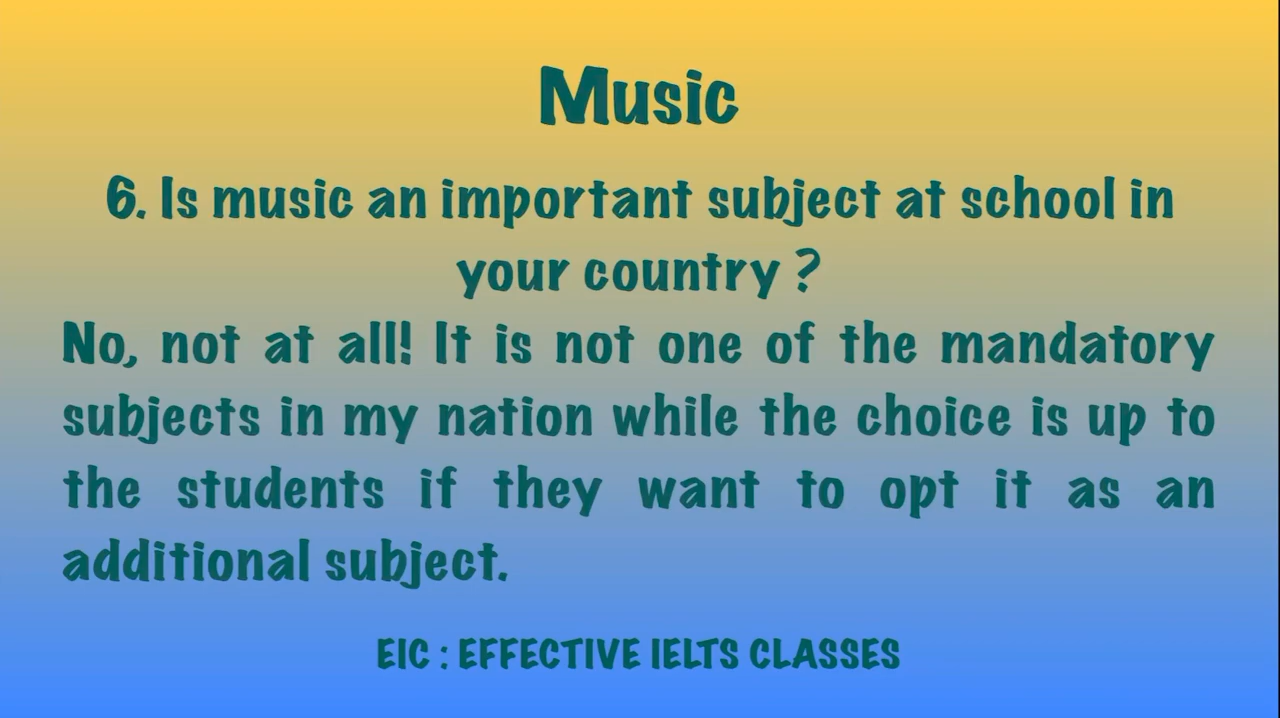 Music
6. Is music an important subject at school in
your country ?
No, not at all! It is not one of the mandatory
subjects in my nation while the choice is up to
the students if they want to opt it as an
additional subject.
EIC : EFFECTIVE IELTS CLASSES